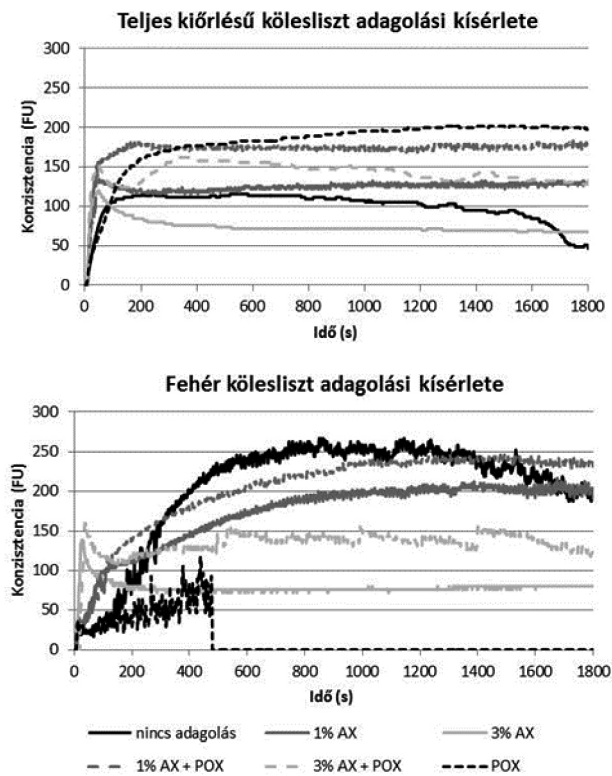 Teljes kiőrlésű kölesliszt adagolási kísérlete
Konzisztencia (FU)
300
250
200
150
100
50
0
0 200 400 600 800 1000 1200 1400 1600 1800
Idő (s)
Fehér kölesliszt adagolási kísérlete
Konzisztencia (FU)
300
250
200
150
100
50
0
0 200 400 600 800 1000 1200 1400 1600 1800
Idő (s)
nincs adagolás 1% AX 3% AX
1% AX + POX 3% AX + POX POX